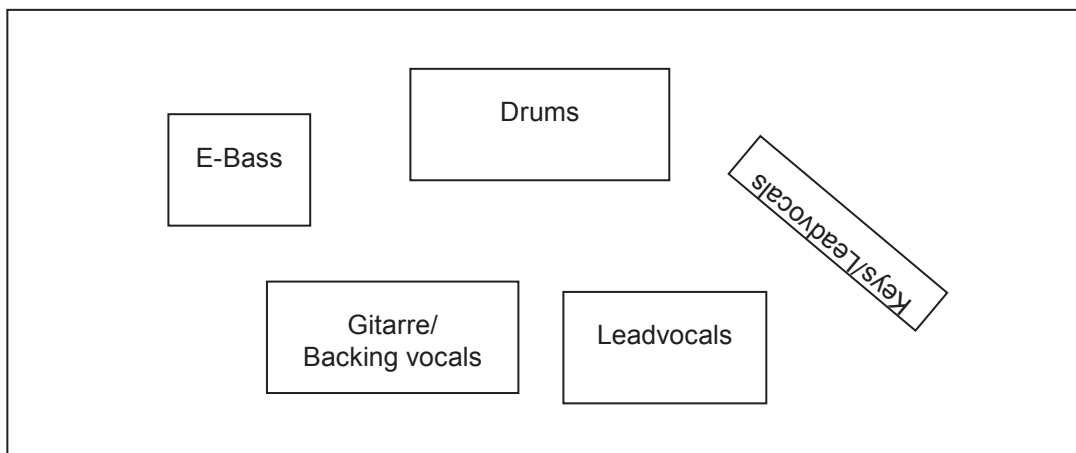 Drums
E-Bass
Keys/Leadvocals
Gitarre/
Backing vocals
Leadvocals